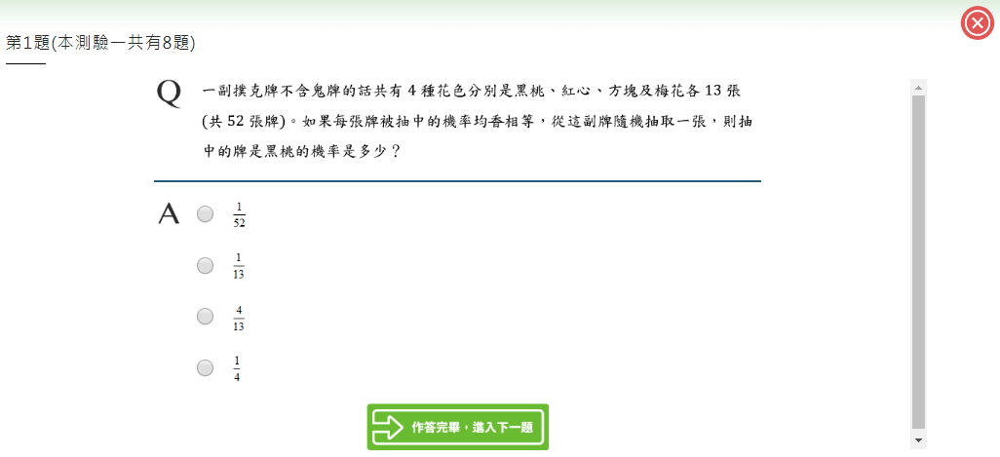 第1題(本測驗一共有8題)
Q 一副撲克牌不含鬼牌的話共有 4 種花色分別是黑桃、紅心、方塊及梅花各 13 張
(共 52 張牌)。如果每張牌被抽中的機率均香相等，從這副牌隨機抽取一張，則抽
中的牌是黑桃的機率是多少？
A 1/52
1/13
4/13
1/4
作答完畢，進入下一題